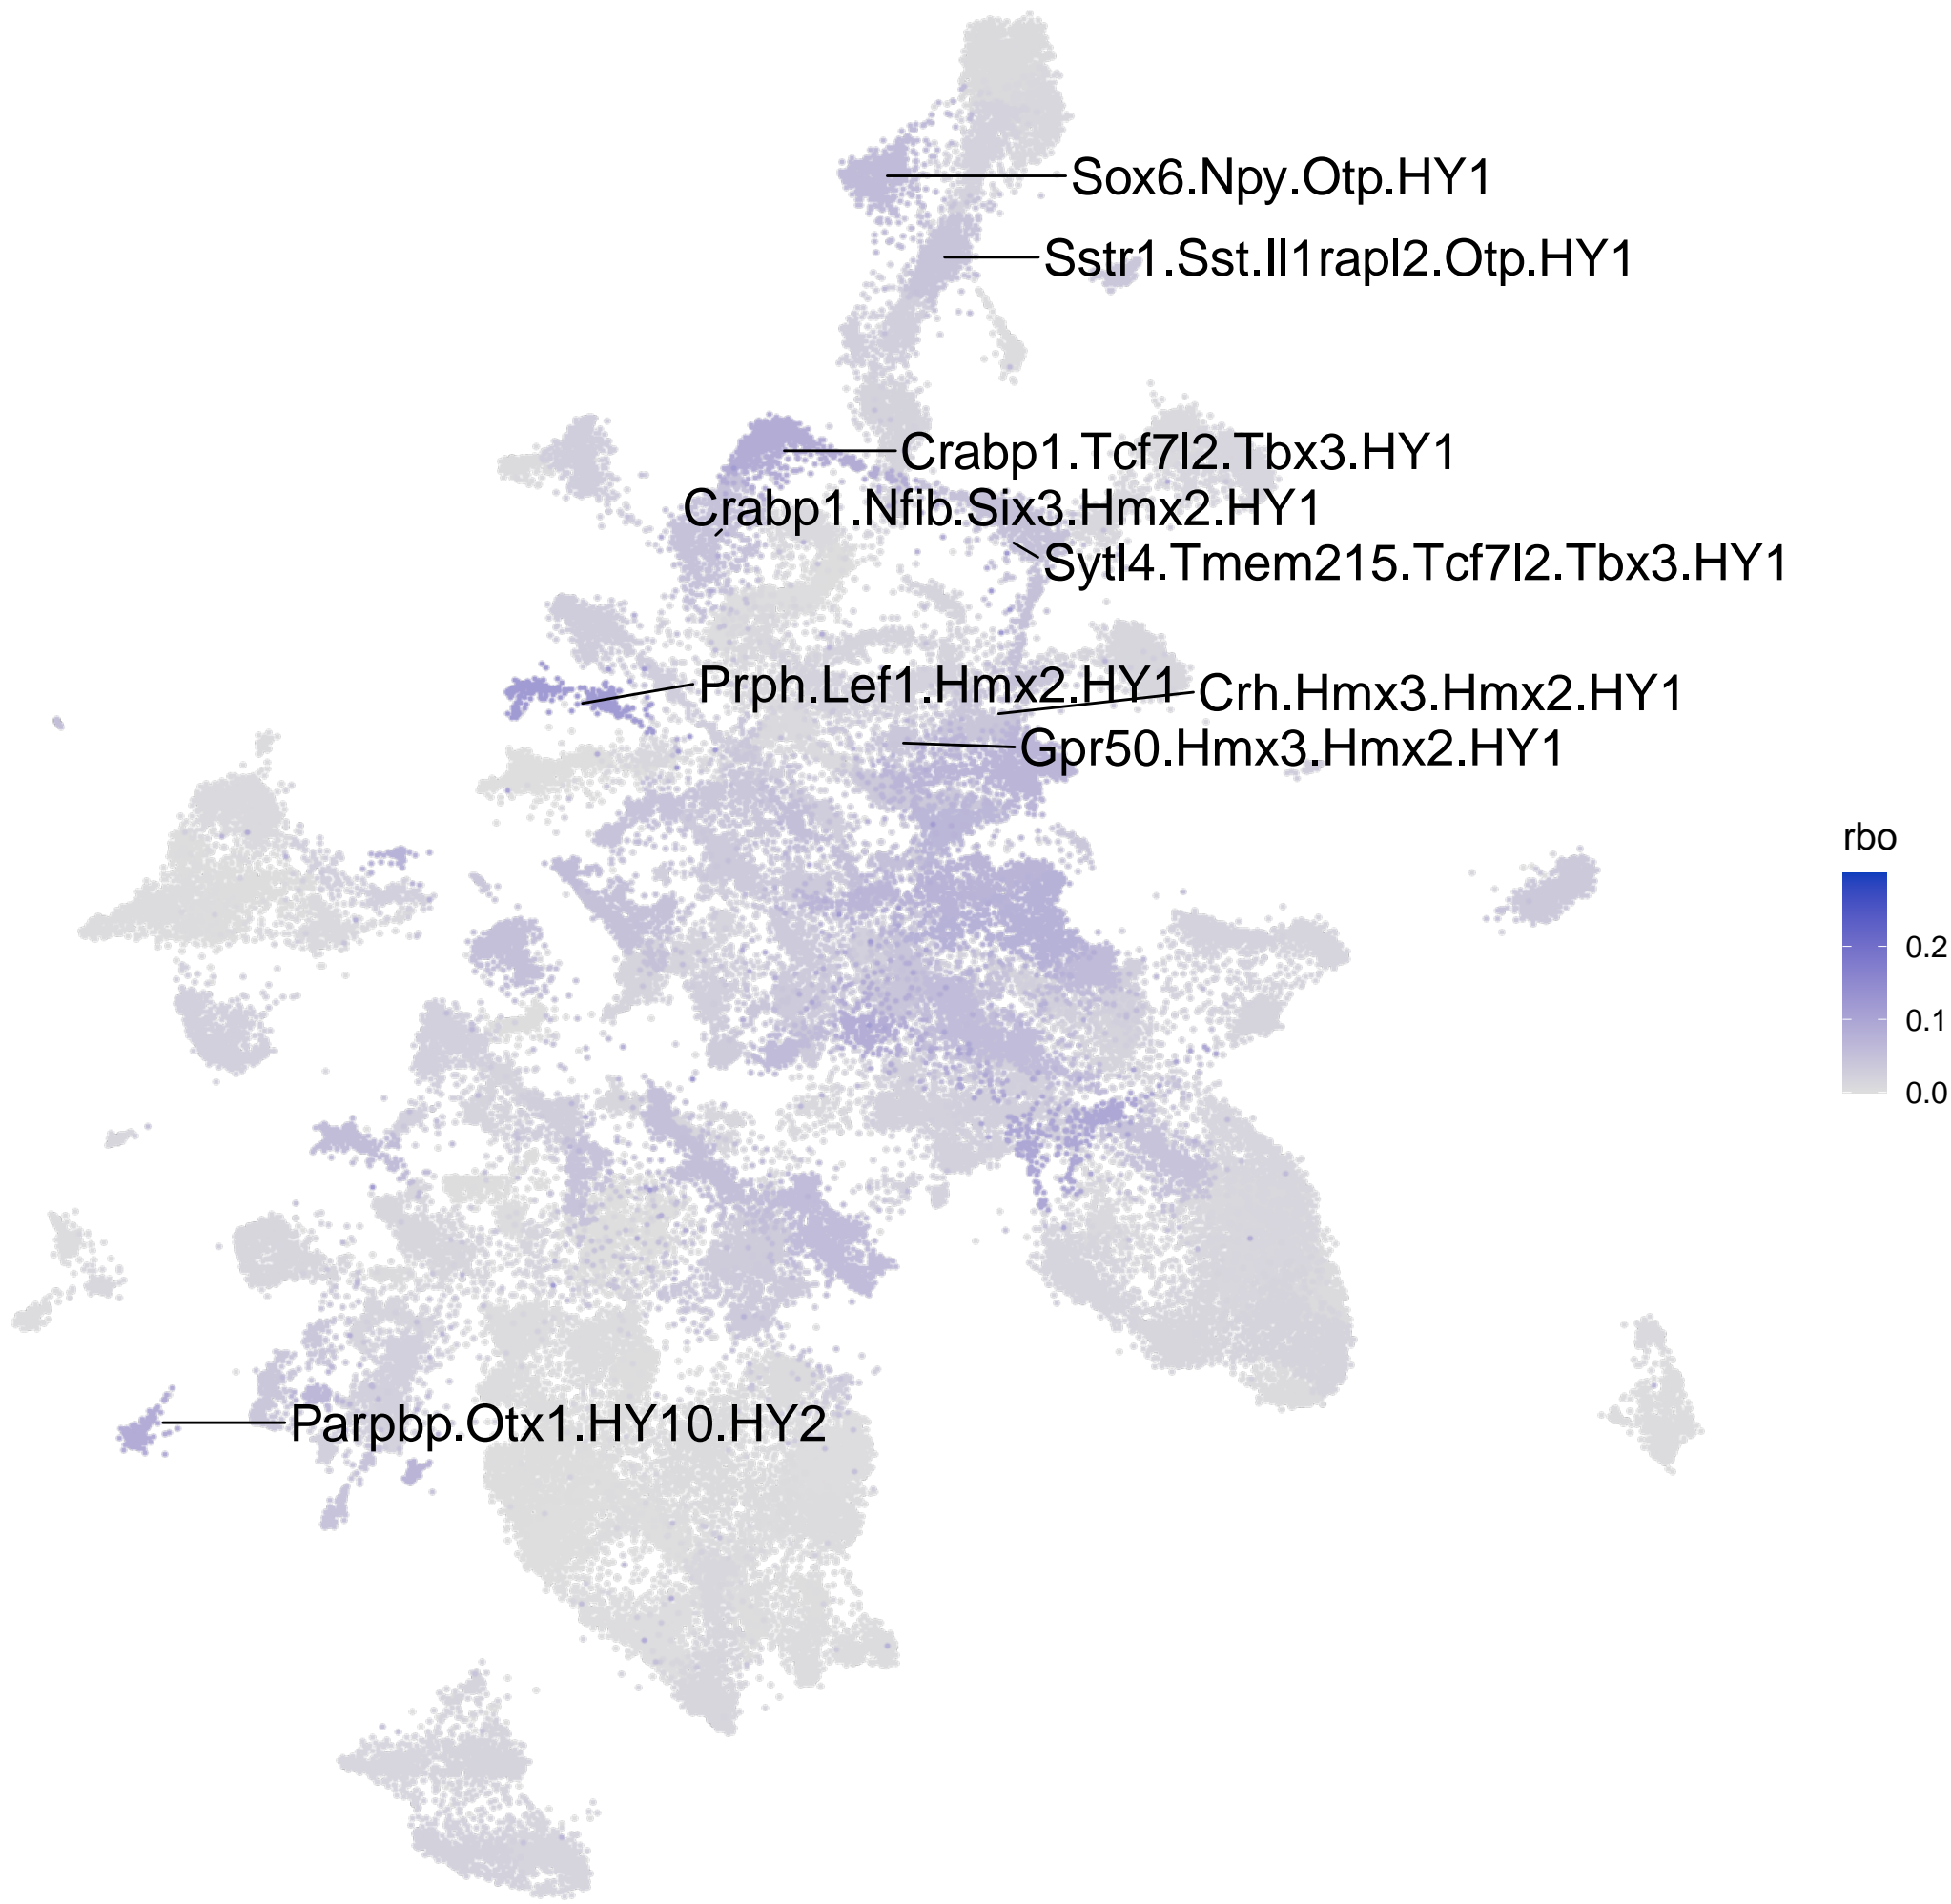 Sox6.Npy.Otp.HY1
Sstr1.Sst.Il1rapl2.Otp.HY1
Crabp1.Tcf7l2.Tbx3.HY1
Crabp1.Nfib.Six3.Hmx2.HY1
Sytl4.Tmem215.Tcf7l2.Tbx3.HY1
Prph.Lef1.Hmx2.HY1
Crh.Hmx3.Hmx2.HY1
Gpr50.Hmx3.Hmx2.HY1
rbo
0.2
0.1
0.0
Parpbp.Otx1.HY10.HY2